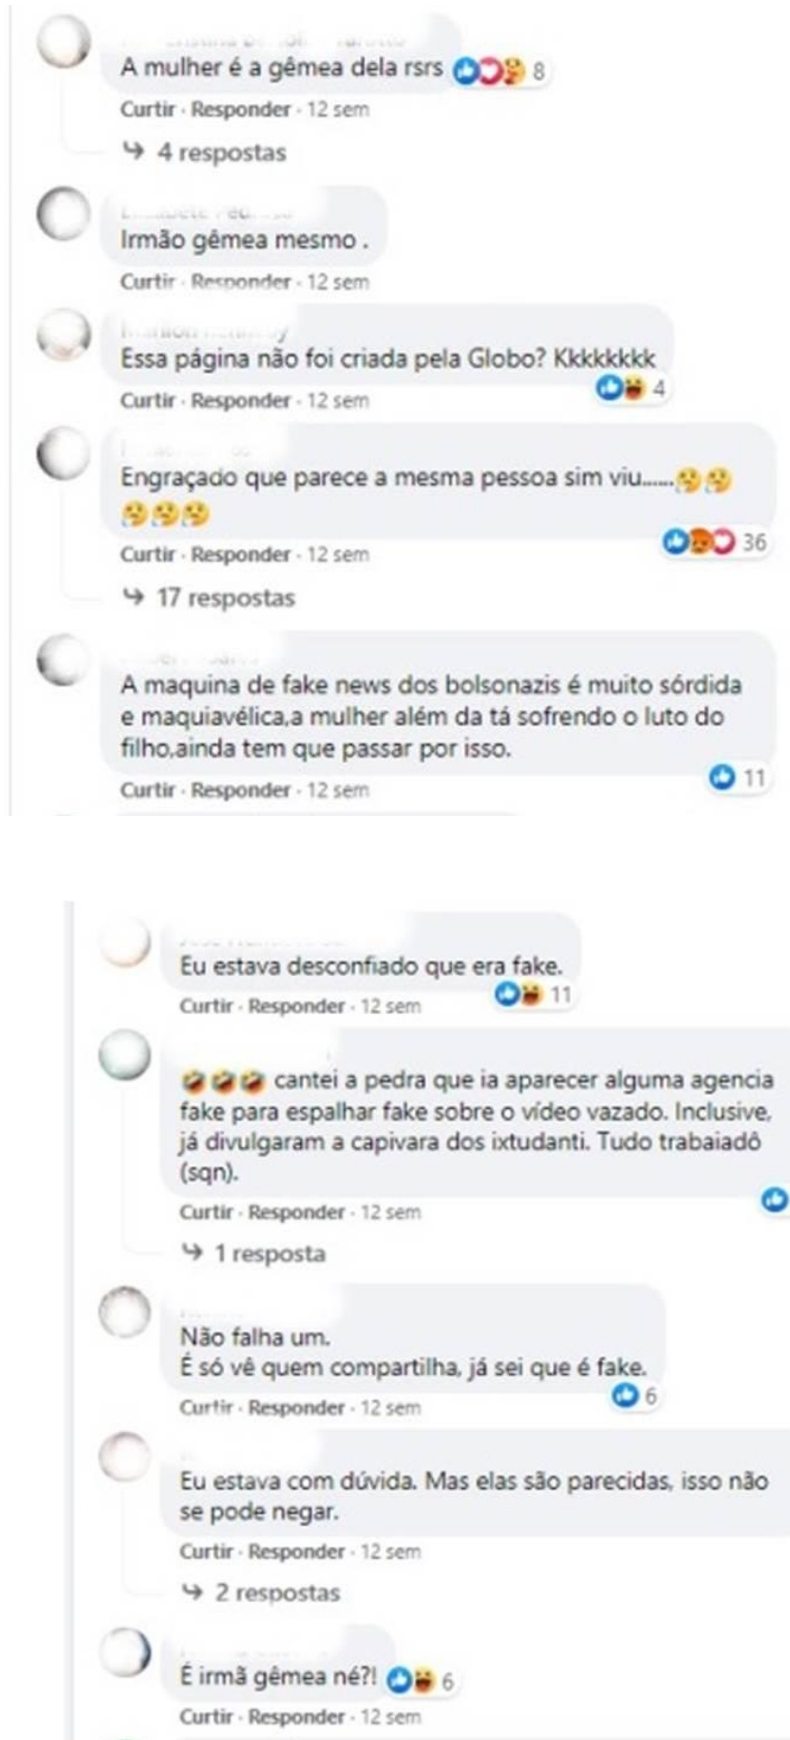 A mulher é a gêmea dela rsrs 8
Curtir · Responder · 12 sem
4 respostas
Irmão gêmea mesmo .
Curtir · Responder · 12 sem
Essa página não foi criada pela Globo? Kkkkkkkk
4
Curtir · Responder · 12 sem
Engraçado que parece a mesma pessoa sim viu......🤔🤔
🤔🤔🤔
36
Curtir · Responder · 12 sem
17 respostas
A maquina de fake news dos bolsonazis é muito sórdida
e maquiavélica,a mulher além da tá sofrendo o luto do
filho,ainda tem que passar por isso.
11
Curtir · Responder · 12 sem
Eu estava desconfiado que era fake.
11
Curtir · Responder · 12 sem
🤣🤣🤣 cantei a pedra que ia aparecer alguma agencia
fake para espalhar fake sobre o vídeo vazado. Inclusive,
já divulgaram a capivara dos ixtudanti. Tudo trabaiadô
(sqn).
Curtir · Responder · 12 sem
1 resposta
Não falha um.
É só vê quem compartilha, já sei que é fake.
6
Curtir · Responder · 12 sem
Eu estava com dúvida. Mas elas são parecidas, isso não
se pode negar.
Curtir · Responder · 12 sem
2 respostas
É irmã gêmea né?! 6
Curtir · Responder · 12 sem